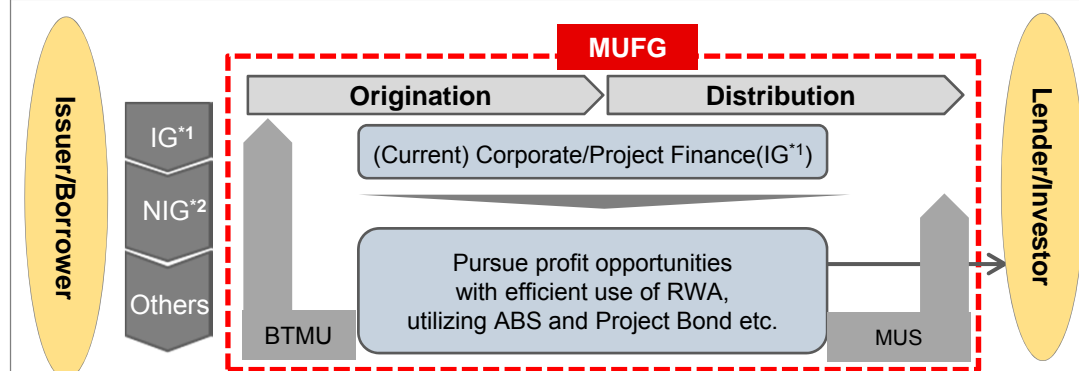 MUFG
Origination
Distribution
Issuer/Borrower
IG*1
NIG*2
Others
(Current) Corporate/Project Finance(IG*1)
Pursue profit opportunities
with efficient use of RWA,
utilizing ABS and Project Bond etc.
BTMU
MUS
Lender/Investor